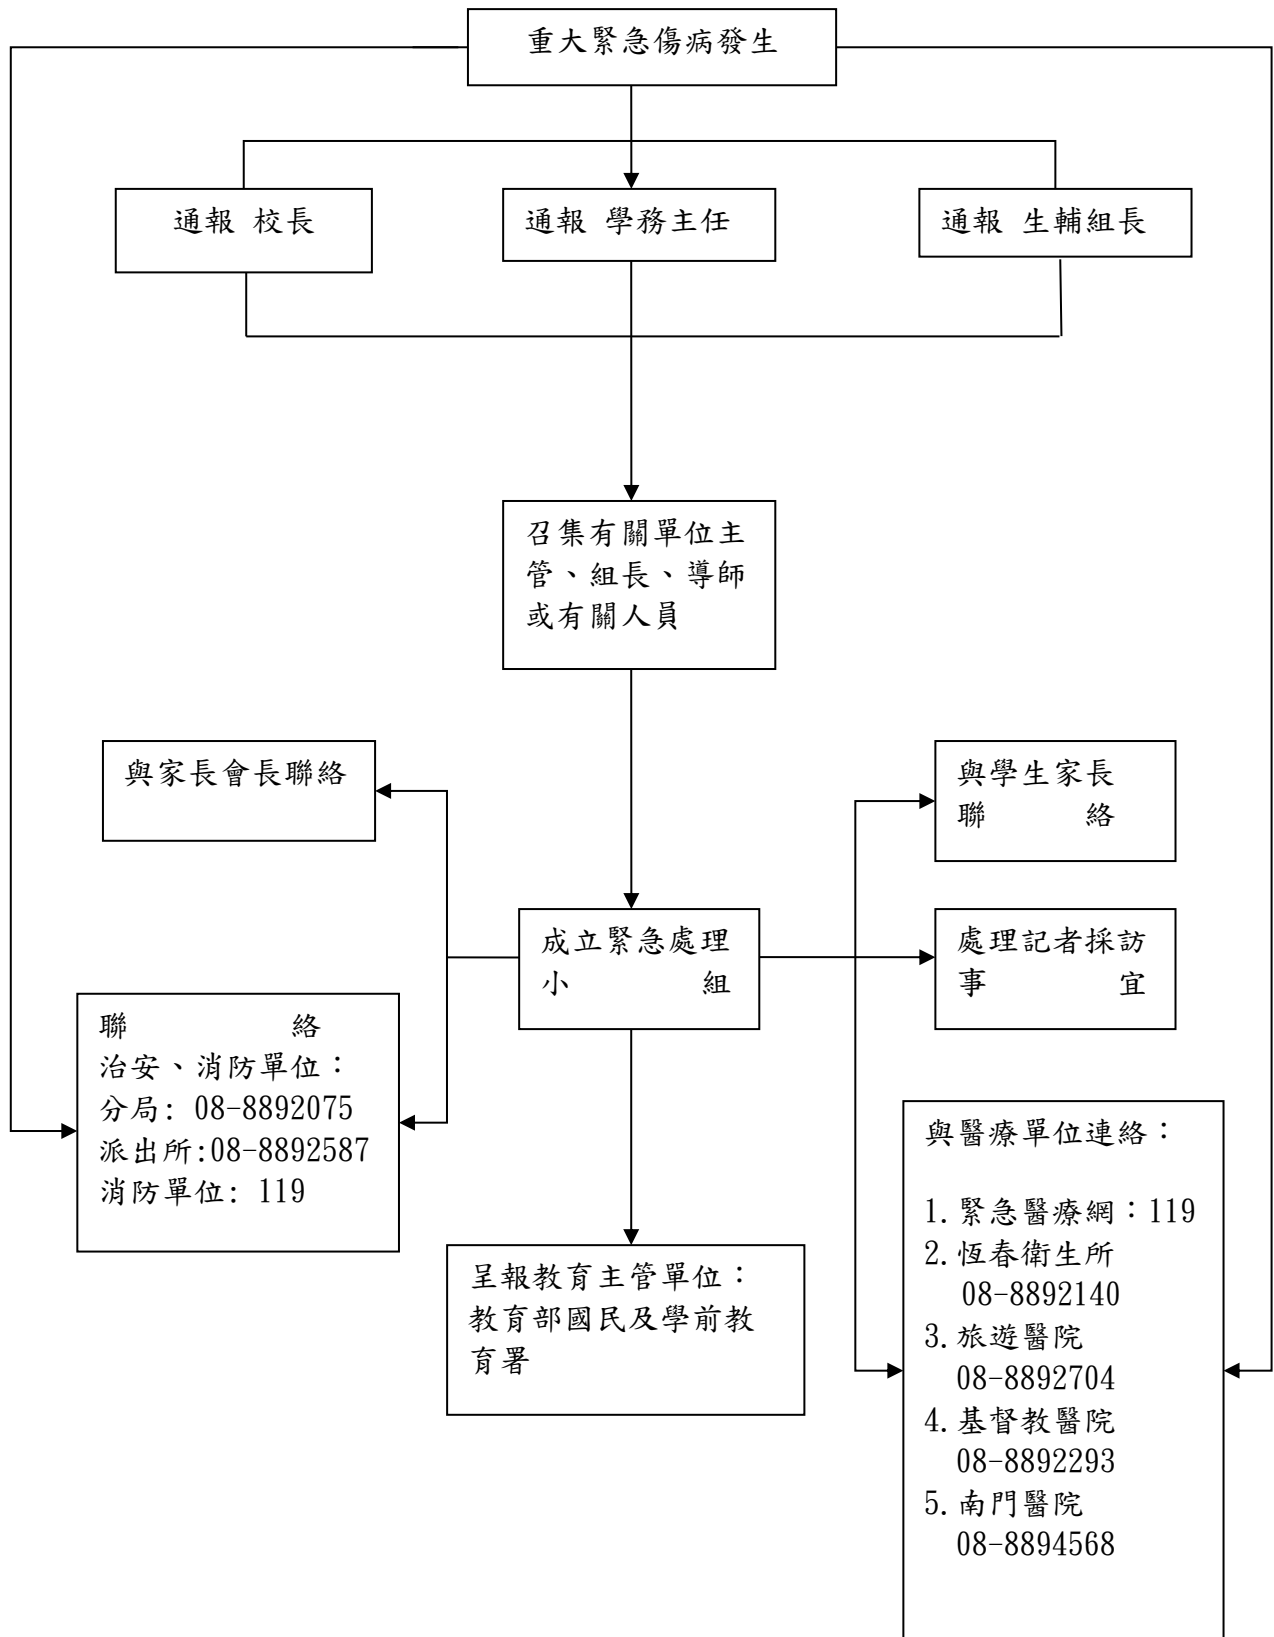 重大緊急傷病發生
通報 校長
通報 學務主任
通報 生輔組長
召集有關單位主
管、組長、導師
或有關人員
與家長會長聯絡
與學生家長
聯 絡
成立緊急處理
小 組
處理記者採訪
事 宜
聯 絡
治安、消防單位：
分局: 08-8892075
派出所:08-8892587
消防單位: 119
呈報教育主管單位：
教育部國民及學前教
育署
與醫療單位連絡：
1.緊急醫療網：119
2.恆春衛生所
08-8892140
3.旅遊醫院
08-8892704
4.基督教醫院
08-8892293
5.南門醫院
08-8894568